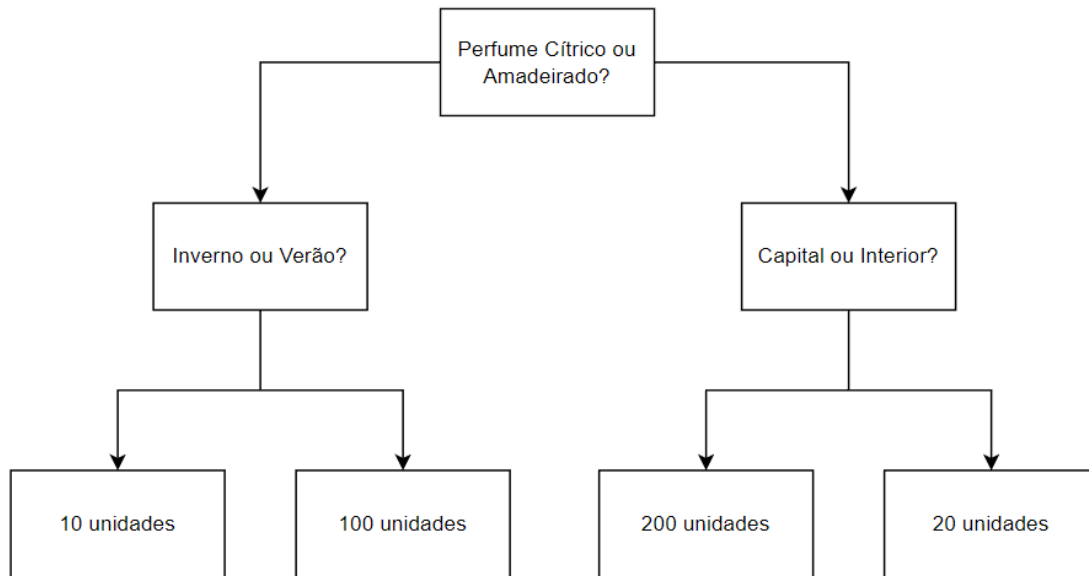 Perfume Cítrico ou
Amadeirado?
Inverno ou Verão?
Capital ou Interior?
10 unidades
100 unidades
200 unidades
20 unidades